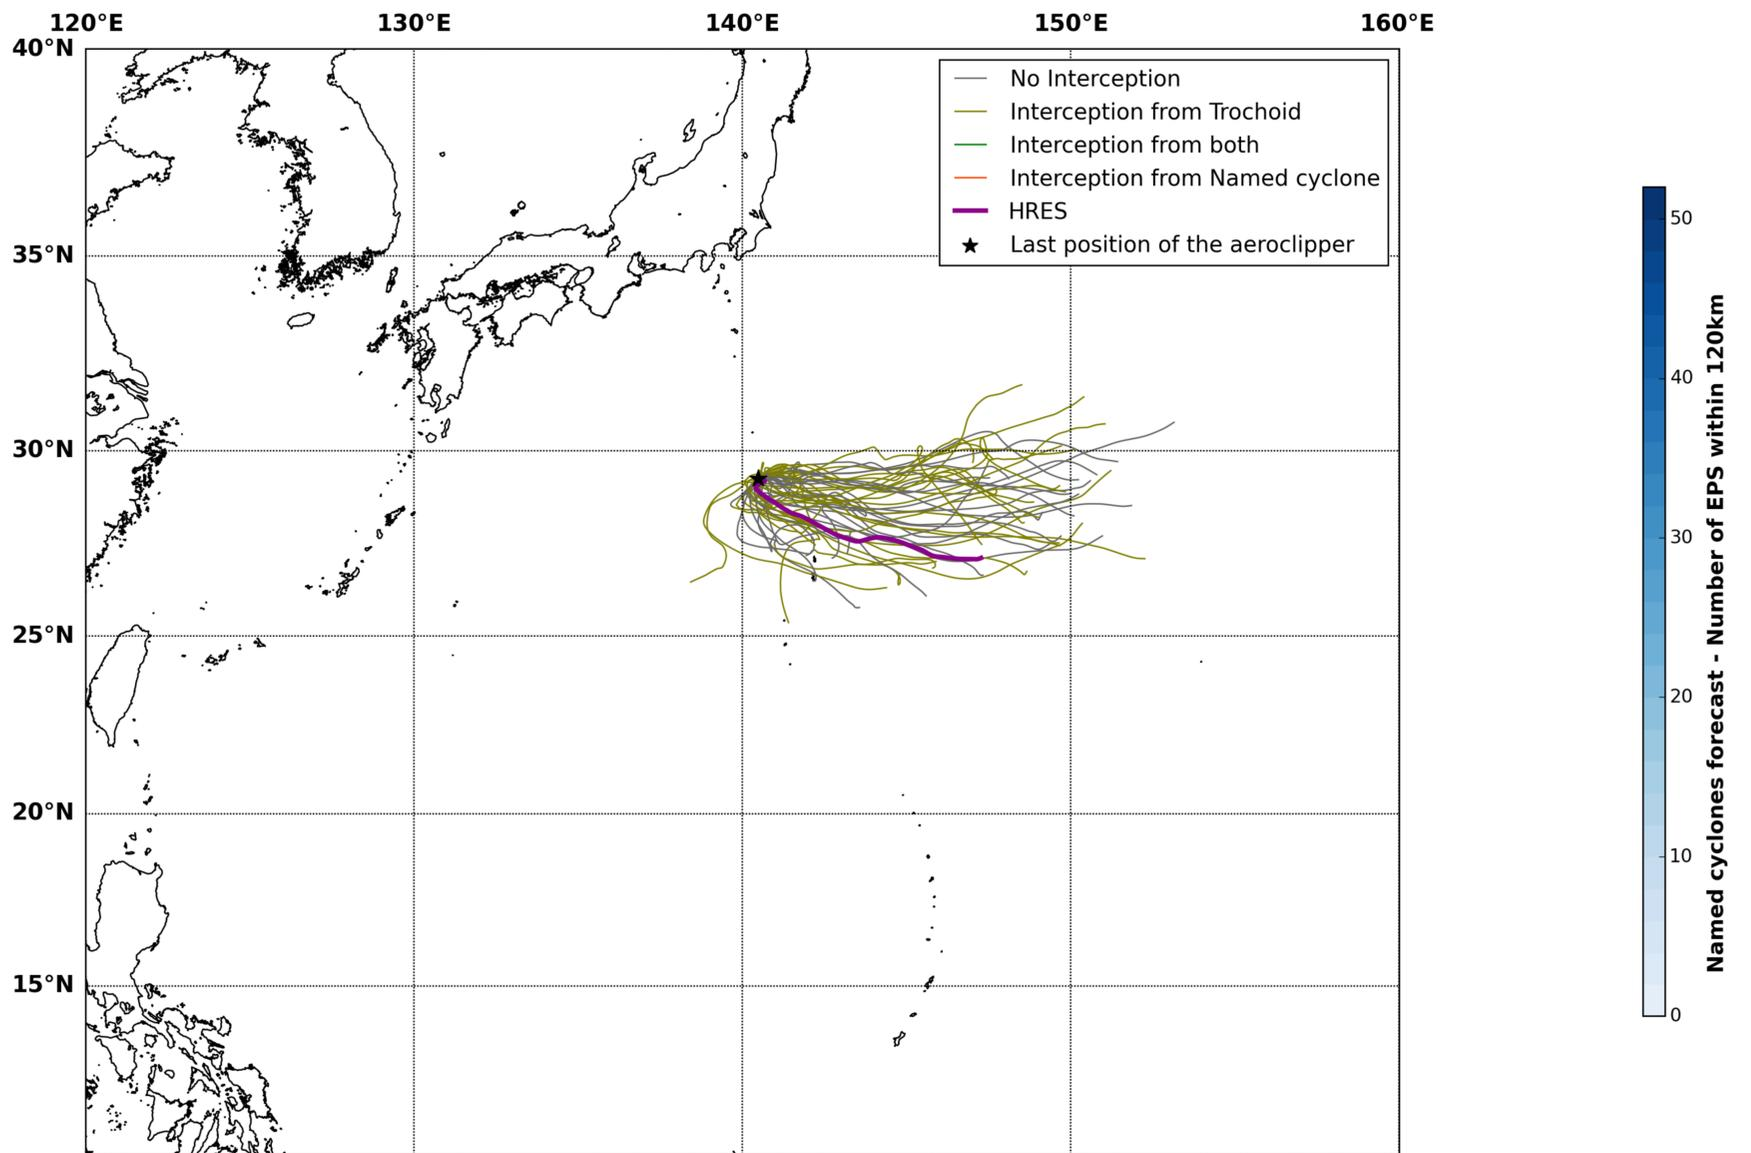 120°E 130°E 140°E 150°E 160°E
40°N
35°N
30°N
25°N
20°N
15°N
No Interception
Interception from Trochoid
Interception from both
Interception from Named cyclone
HRES
Last position of the aeroclipper
50
40
30
20
10
0
Named cyclones forecast - Number of EPS within 120km